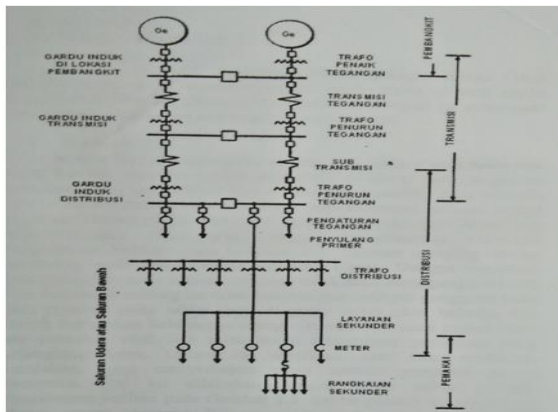 Ge
Ge
GARDU INDUK
DI LOKASI
PEMBANGKIT
TRAFO
PENAIK
TEGANGAN
TRANSMISI
TEGANGAN
GARDU INDUK
TRANSMISI
TRAFO
PENURUN
TEGANGAN
SUB
TRANSMISI
GARDU
INDUK
DISTRIBUSI
TRAFO
PENURUN
TEGANGAN
PENGATURAN
TEGANGAN
PENYULANG
PRIMER
TRAFO
DISTRIBUSI
LAYANAN
SEKUNDER
METER
RANGKAIAN
SEKUNDER
Saluran Udara atau Saluran Bawah
PEMBANGKIT
TRANSMISI
DISTRIBUSI
PEMAKAI